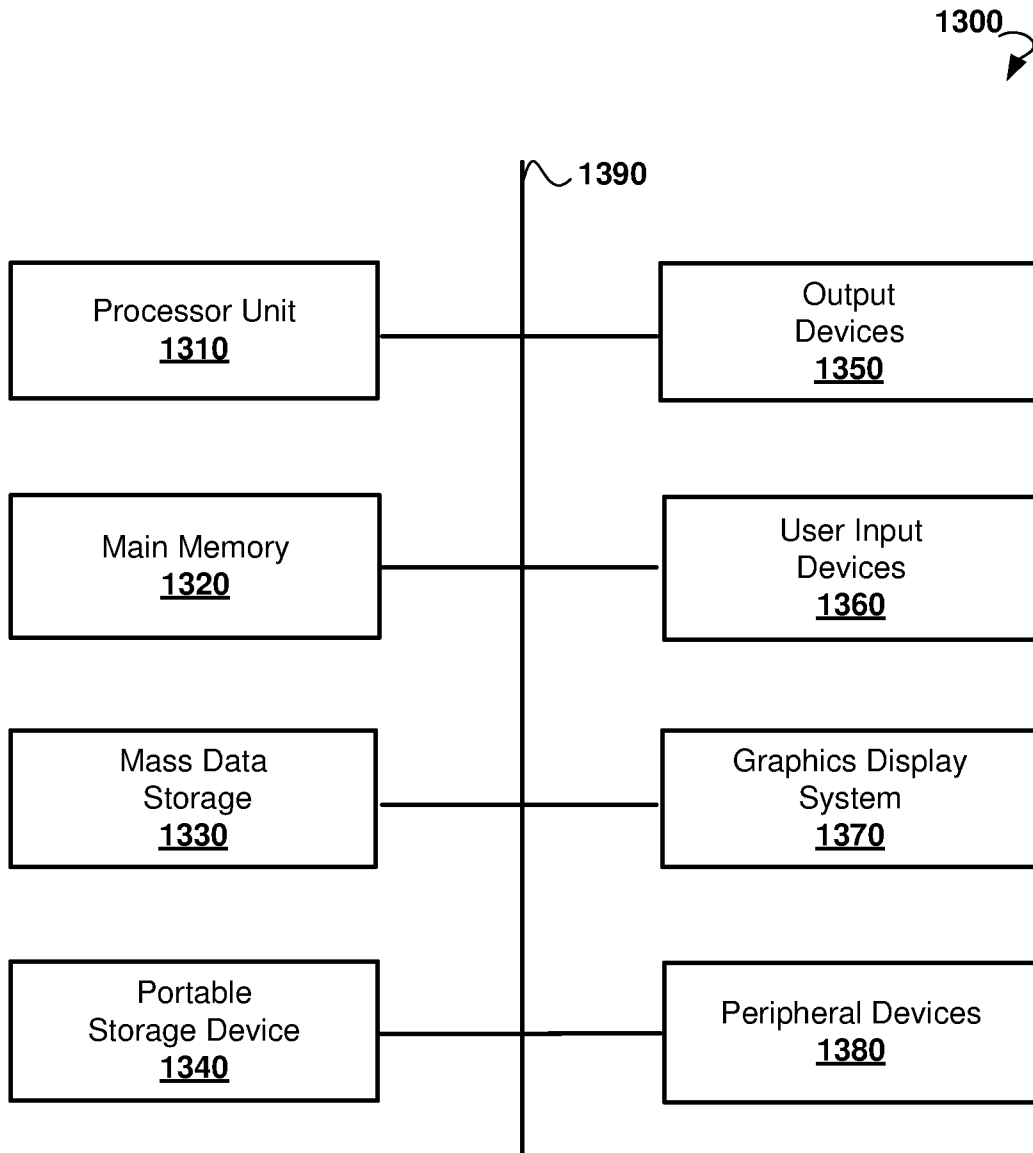 1300
1390
Processor Unit
1310
Output
Devices
1350
Main Memory
1320
User Input
Devices
1360
Mass Data
Storage
1330
Graphics Display
System
1370
Portable
Storage Device
1340
Peripheral Devices
1380